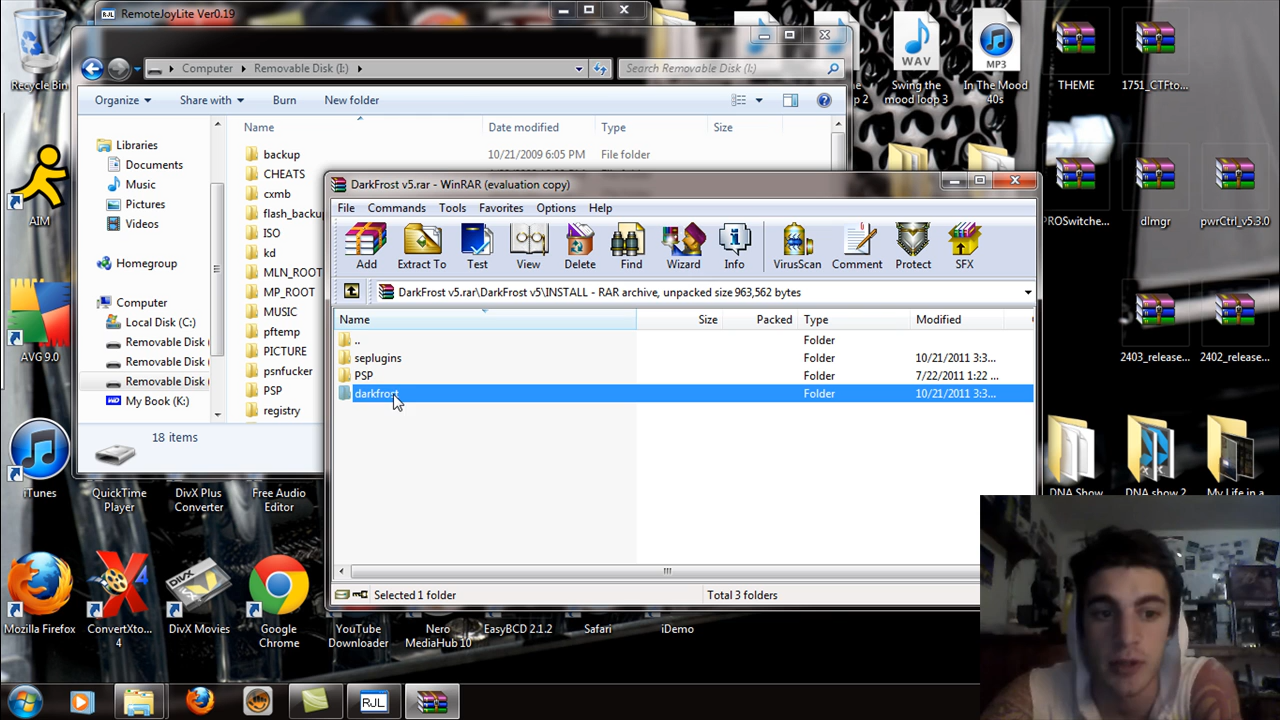 RemoteJoyLite Ver0.19
Recycle Bin
AIM
AVG 9.0
iTunes
Mozilla Firefox
QuickTime Player
DivX Plus Converter
Free Audio Editor
ConvertXto... 4
DivX Movies
Google Chrome
YouTube Downloader
Nero MediaHub 10
EasyBCD 2.1.2
Safari
iDemo
Computer
Removable Disk (I:)
Search Removable Disk (I:)
Organize
Share with
Burn
New folder
Libraries
Documents
Music
Pictures
Videos
Homegroup
Computer
Local Disk (C:)
Removable Disk
Removable Disk
Removable Disk
My Book (K:)
Name
Date modified
Type
Size
backup
10/21/2009 6:05 PM
File folder
CHEATS
cxmb
flash_backu
ISO
kd
MLN_ROOT
MP_ROOT
MUSIC
pftemp
PICTURE
psnfucker
PSP
registry
18 items
DarkFrost v5.rar - WinRAR (evaluation copy)
File Commands Tools Favorites Options Help
Add Extract To Test View Delete Find Wizard Info VirusScan Comment Protect SFX
DarkFrost v5.rar\DarkFrost v5\INSTALL - RAR archive, unpacked size 963,562 bytes
Name Size Packed Type Modified
.. Folder
seplugins Folder 10/21/2011 3:3...
PSP Folder 7/22/2011 1:22 ...
darkfrost Folder 10/21/2011 3:3...
Selected 1 folder
Total 3 folders
WAV
MP3
Swing the mood loop 3
In The Mood 40s
THEME
1751_CTFto...
PROSwitche...
dlmgr
pwrCtrl_v5.3.0
2403_release...
2402_release...
DNA Show
DNA show 2
My Life in a
RJL